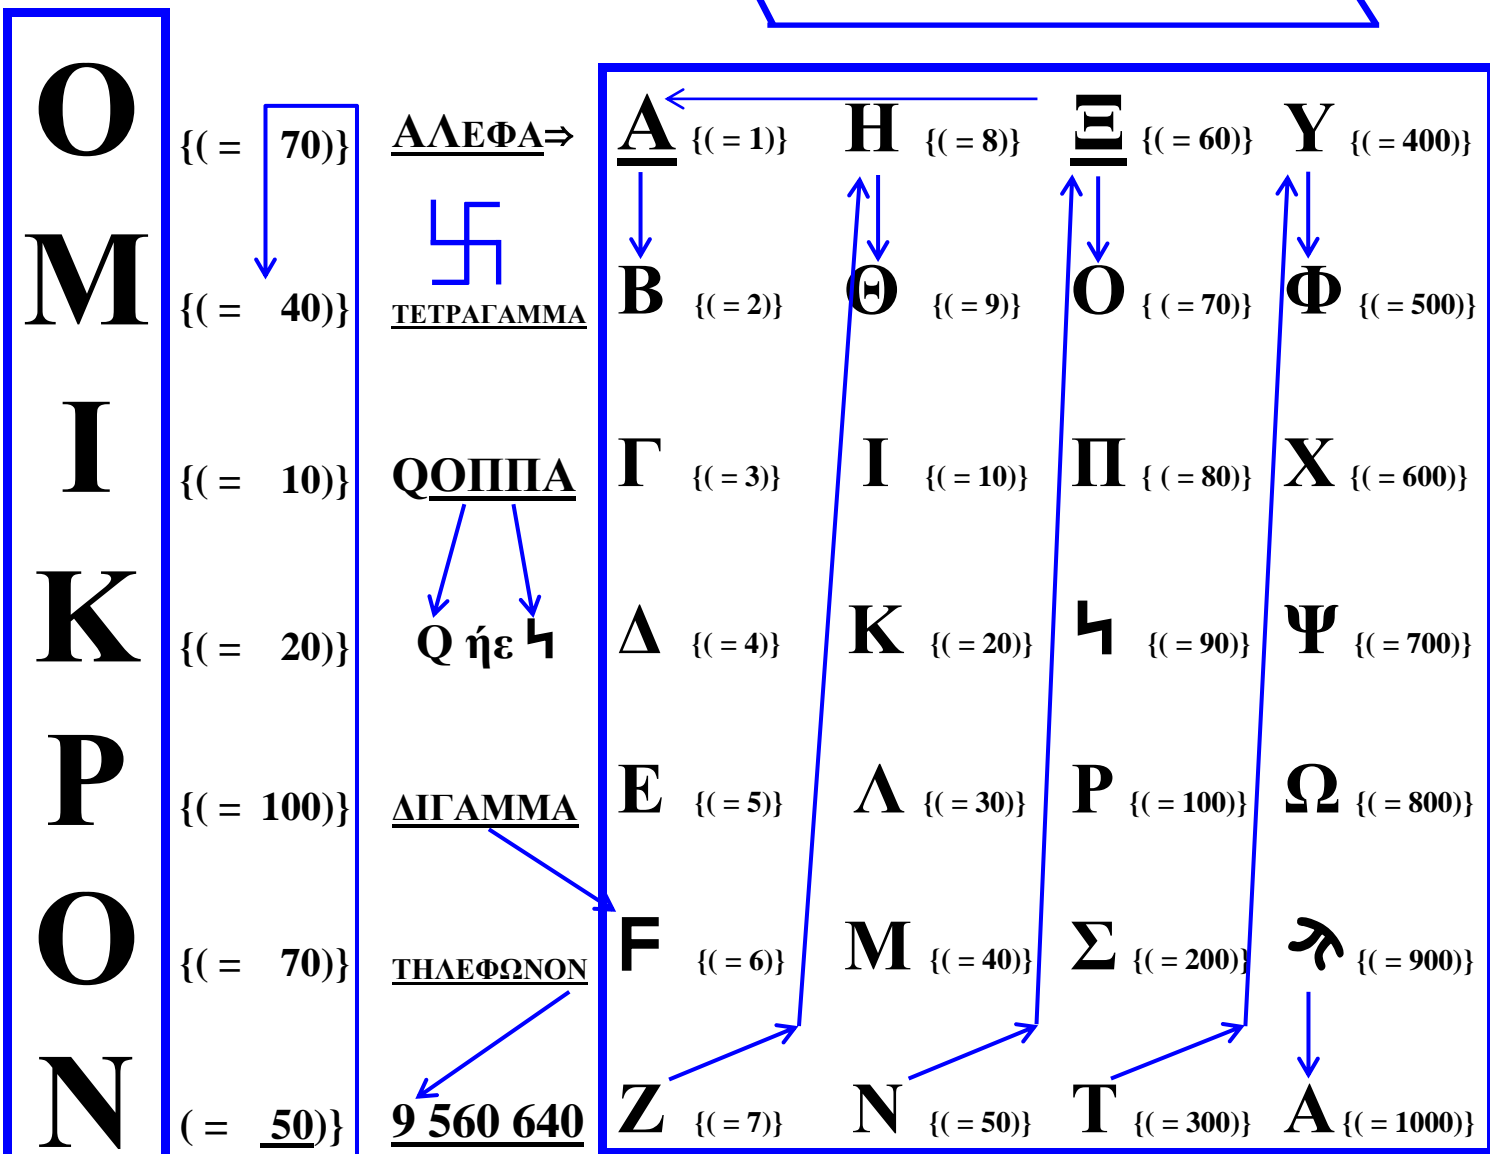 Ο {( = 70)} ΑΛΕΦΑ⇒ Α {( = 1)} Η {( = 8)} Ξ {( = 60)} Υ {( = 400)}
Μ {( = 40)} ΤΕΤΡΑΓΑΜΜΑ Β {( = 2)} Θ {( = 9)} Ο { ( = 70)} Φ {( = 500)}
Ι {( = 10)} QΟΠΠΑ Γ {( = 3)} Ι {( = 10)} Π { ( = 80)} Χ {( = 600)}
Κ {( = 20)} Q ήε Ϟ Δ {( = 4)} Κ {( = 20)} Ϟ {( = 90)} Ψ {( = 700)}
Ρ {( = 100)} ΔΙΓΑΜΜΑ Ε {( = 5)} Λ {( = 30)} Ρ {( = 100)} Ω {( = 800)}
Ο {( = 70)} ΤΗΛΕΦΩΝΟΝ F {( = 6)} Μ {( = 40)} Σ {( = 200)} ϡ {( = 900)}
Ν ( = 50)} 9 560 640 Ζ {( = 7)} Ν {( = 50)} Τ {( = 300)} Α {( = 1000)}